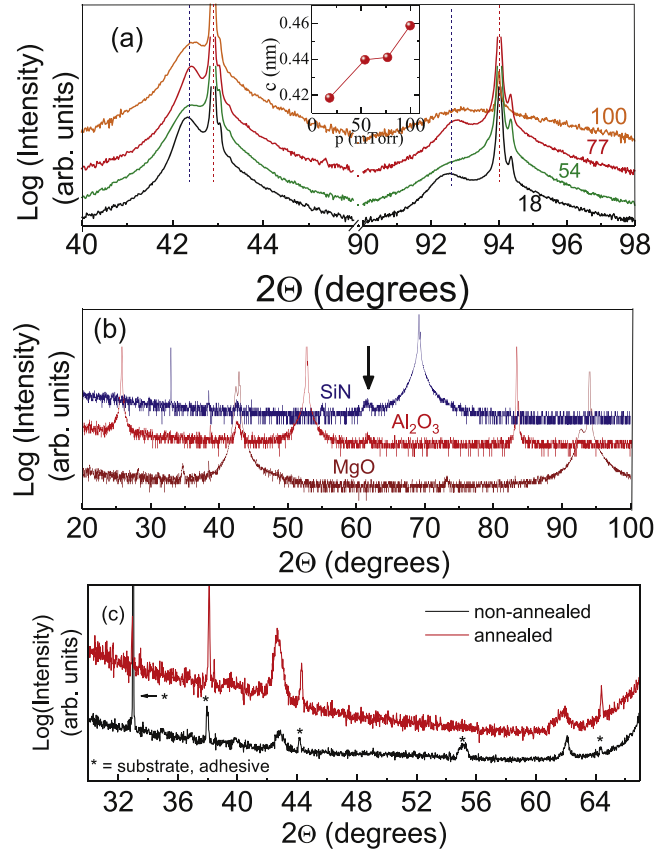 (a)
Log (Intensity)
(arb. units)
0.46
0.44
0.42
c (nm)
0 50 100
p (mTorr)
100
77
54
18
40 42 44 90 92 94 96 98
2Θ (degrees)
(b)
Log (Intensity)
(arb. units)
SiN
Al₂O₃
MgO
20 30 40 50 60 70 80 90 100
2Θ (degrees)
(c)
Log(Intensity)
(arb. units)
non-annealed
annealed
*
*
*
*
*
* = substrate, adhesive
32 36 40 44 48 52 56 60 64
2Θ (degrees)